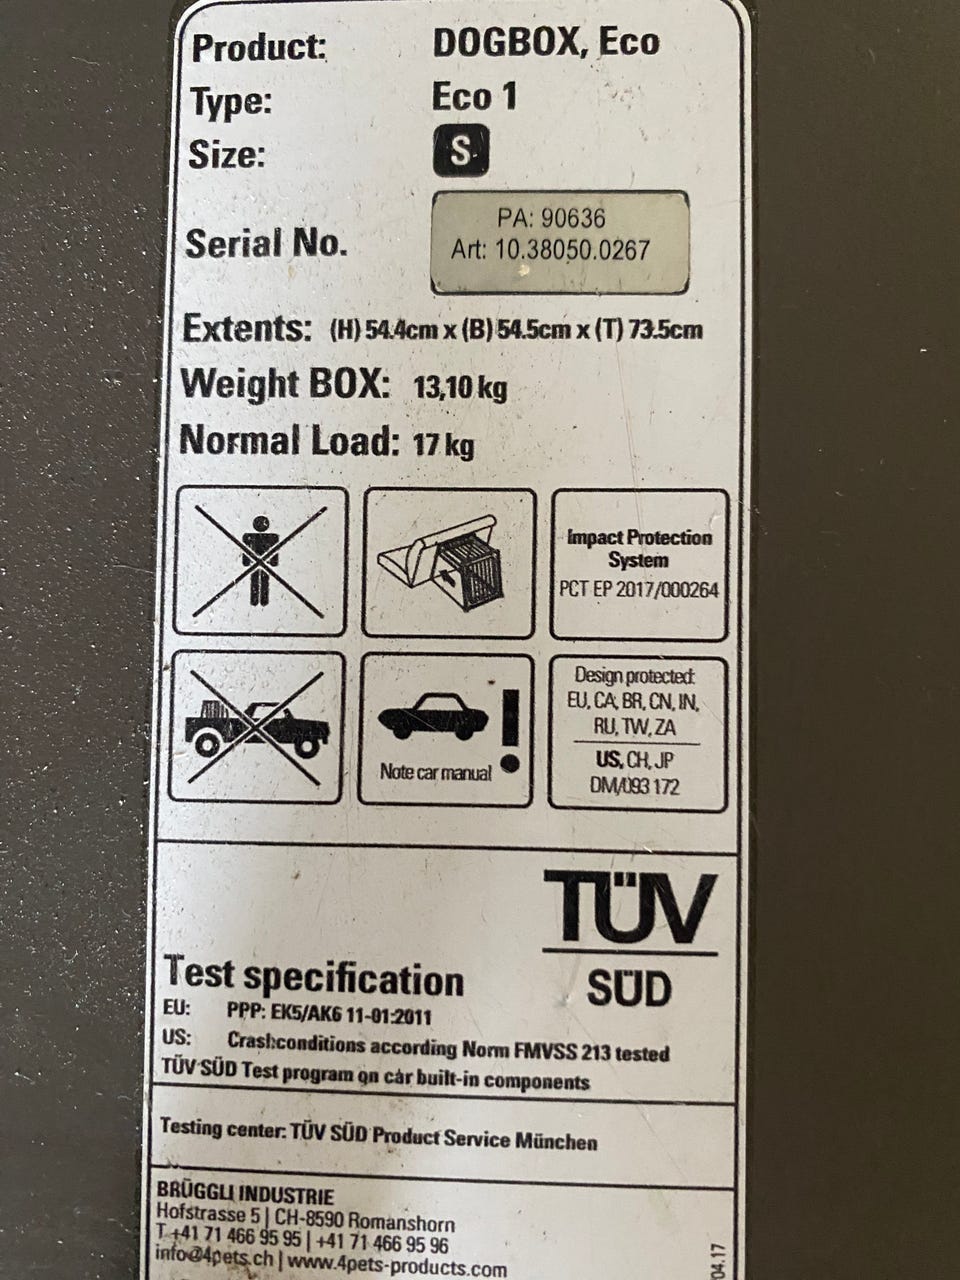 Product: DOGBOX, Eco
Type: Eco 1
Size: S
Serial No. PA: 90636
Art: 10.38050.0267
Extents: (H) 54.4cm x (B) 54.5cm x (T) 73.5cm
Weight BOX: 13,10 kg
Normal Load: 17 kg
Impact Protection
System
PCT EP 2017/000264
Note car manual
Design protected:
EU, CA, BR, CN, IN,
RU, TW, ZA
US, CH, JP
DM/093 172
TÜV
SÜD
Test specification
EU: PPP: EK5/AK6 11-01:2011
US: Crashconditions according Norm FMVSS 213 tested
TÜV SÜD Test program on car built-in components
Testing center: TÜV SÜD Product Service München
BRÜGGLI INDUSTRIE
Hofstrasse 5 | CH-8590 Romanshorn
T +41 71 466 95 95 | +41 71 466 95 96
info@4pets.ch | www.4pets-products.com
04.17